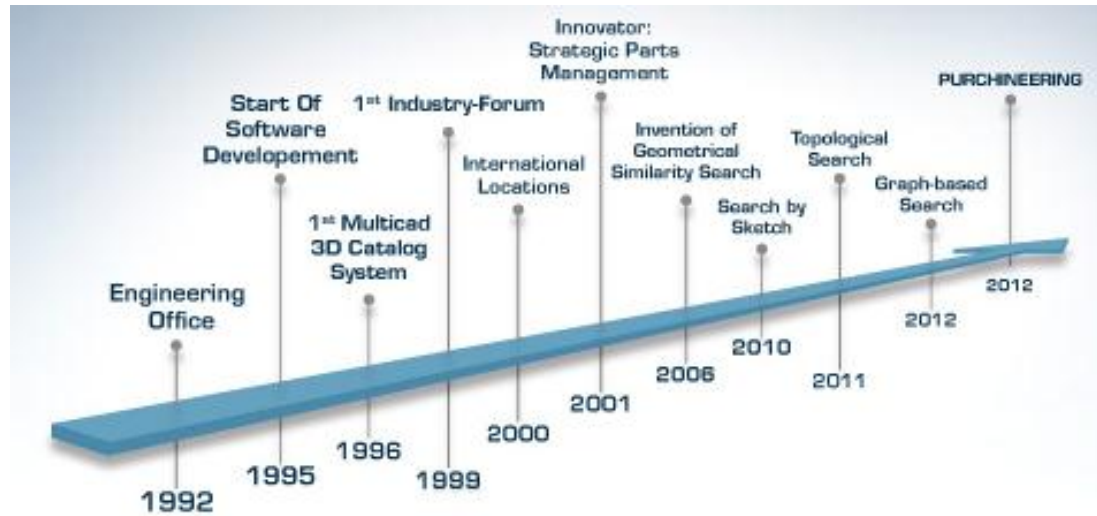 Engineering
Office
1992
Start Of
Software
Developement
1995
1st Multicad
3D Catalog
System
1996
1st Industry-Forum
1999
International
Locations
2000
Innovator:
Strategic Parts
Management
2001
Invention of
Geometrical
Similarity Search
2006
Search by
Sketch
2010
Topological
Search
2011
Graph-based
Search
2012
PURCHINEERING
2012